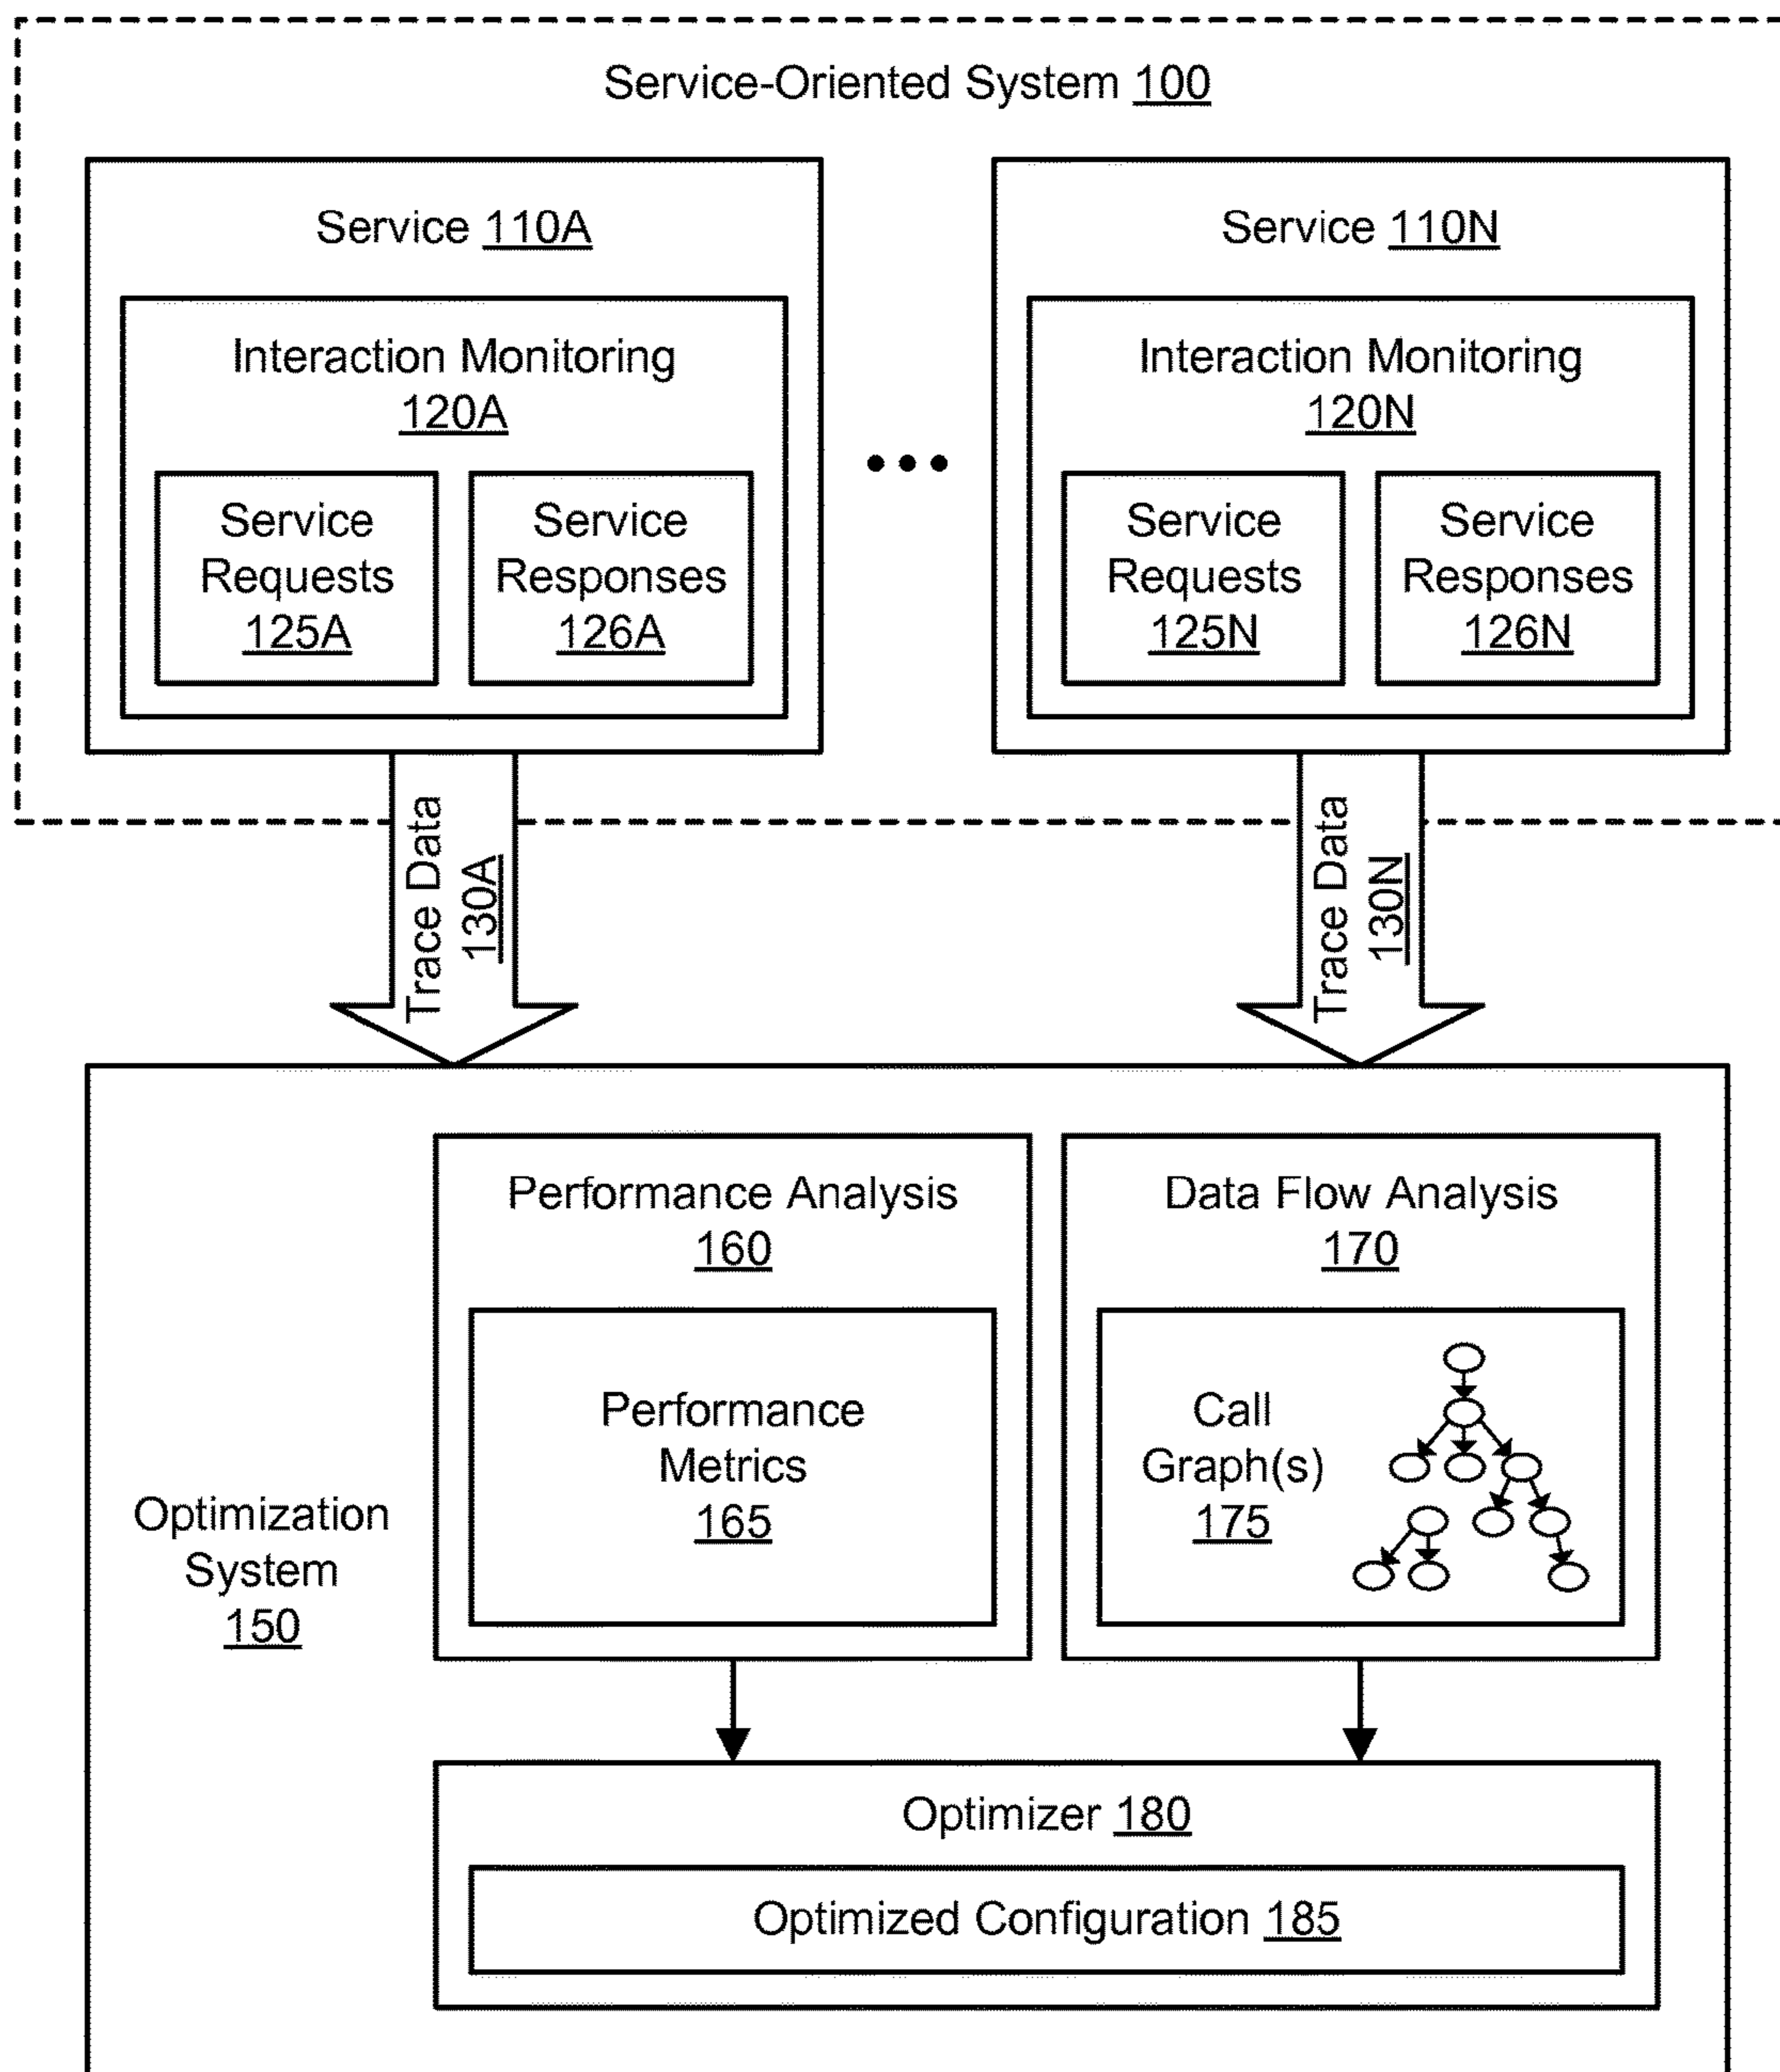 Service-Oriented System 100
Service 110A
Interaction Monitoring
120A
Service
Requests
125A
Service
Responses
126A
Service 110N
Interaction Monitoring
120N
Service
Requests
125N
Service
Responses
126N
Trace Data
130A
Trace Data
130N
Optimization
System
150
Performance Analysis
160
Performance
Metrics
165
Data Flow Analysis
170
Call
Graph(s)
175
Optimizer 180
Optimized Configuration 185